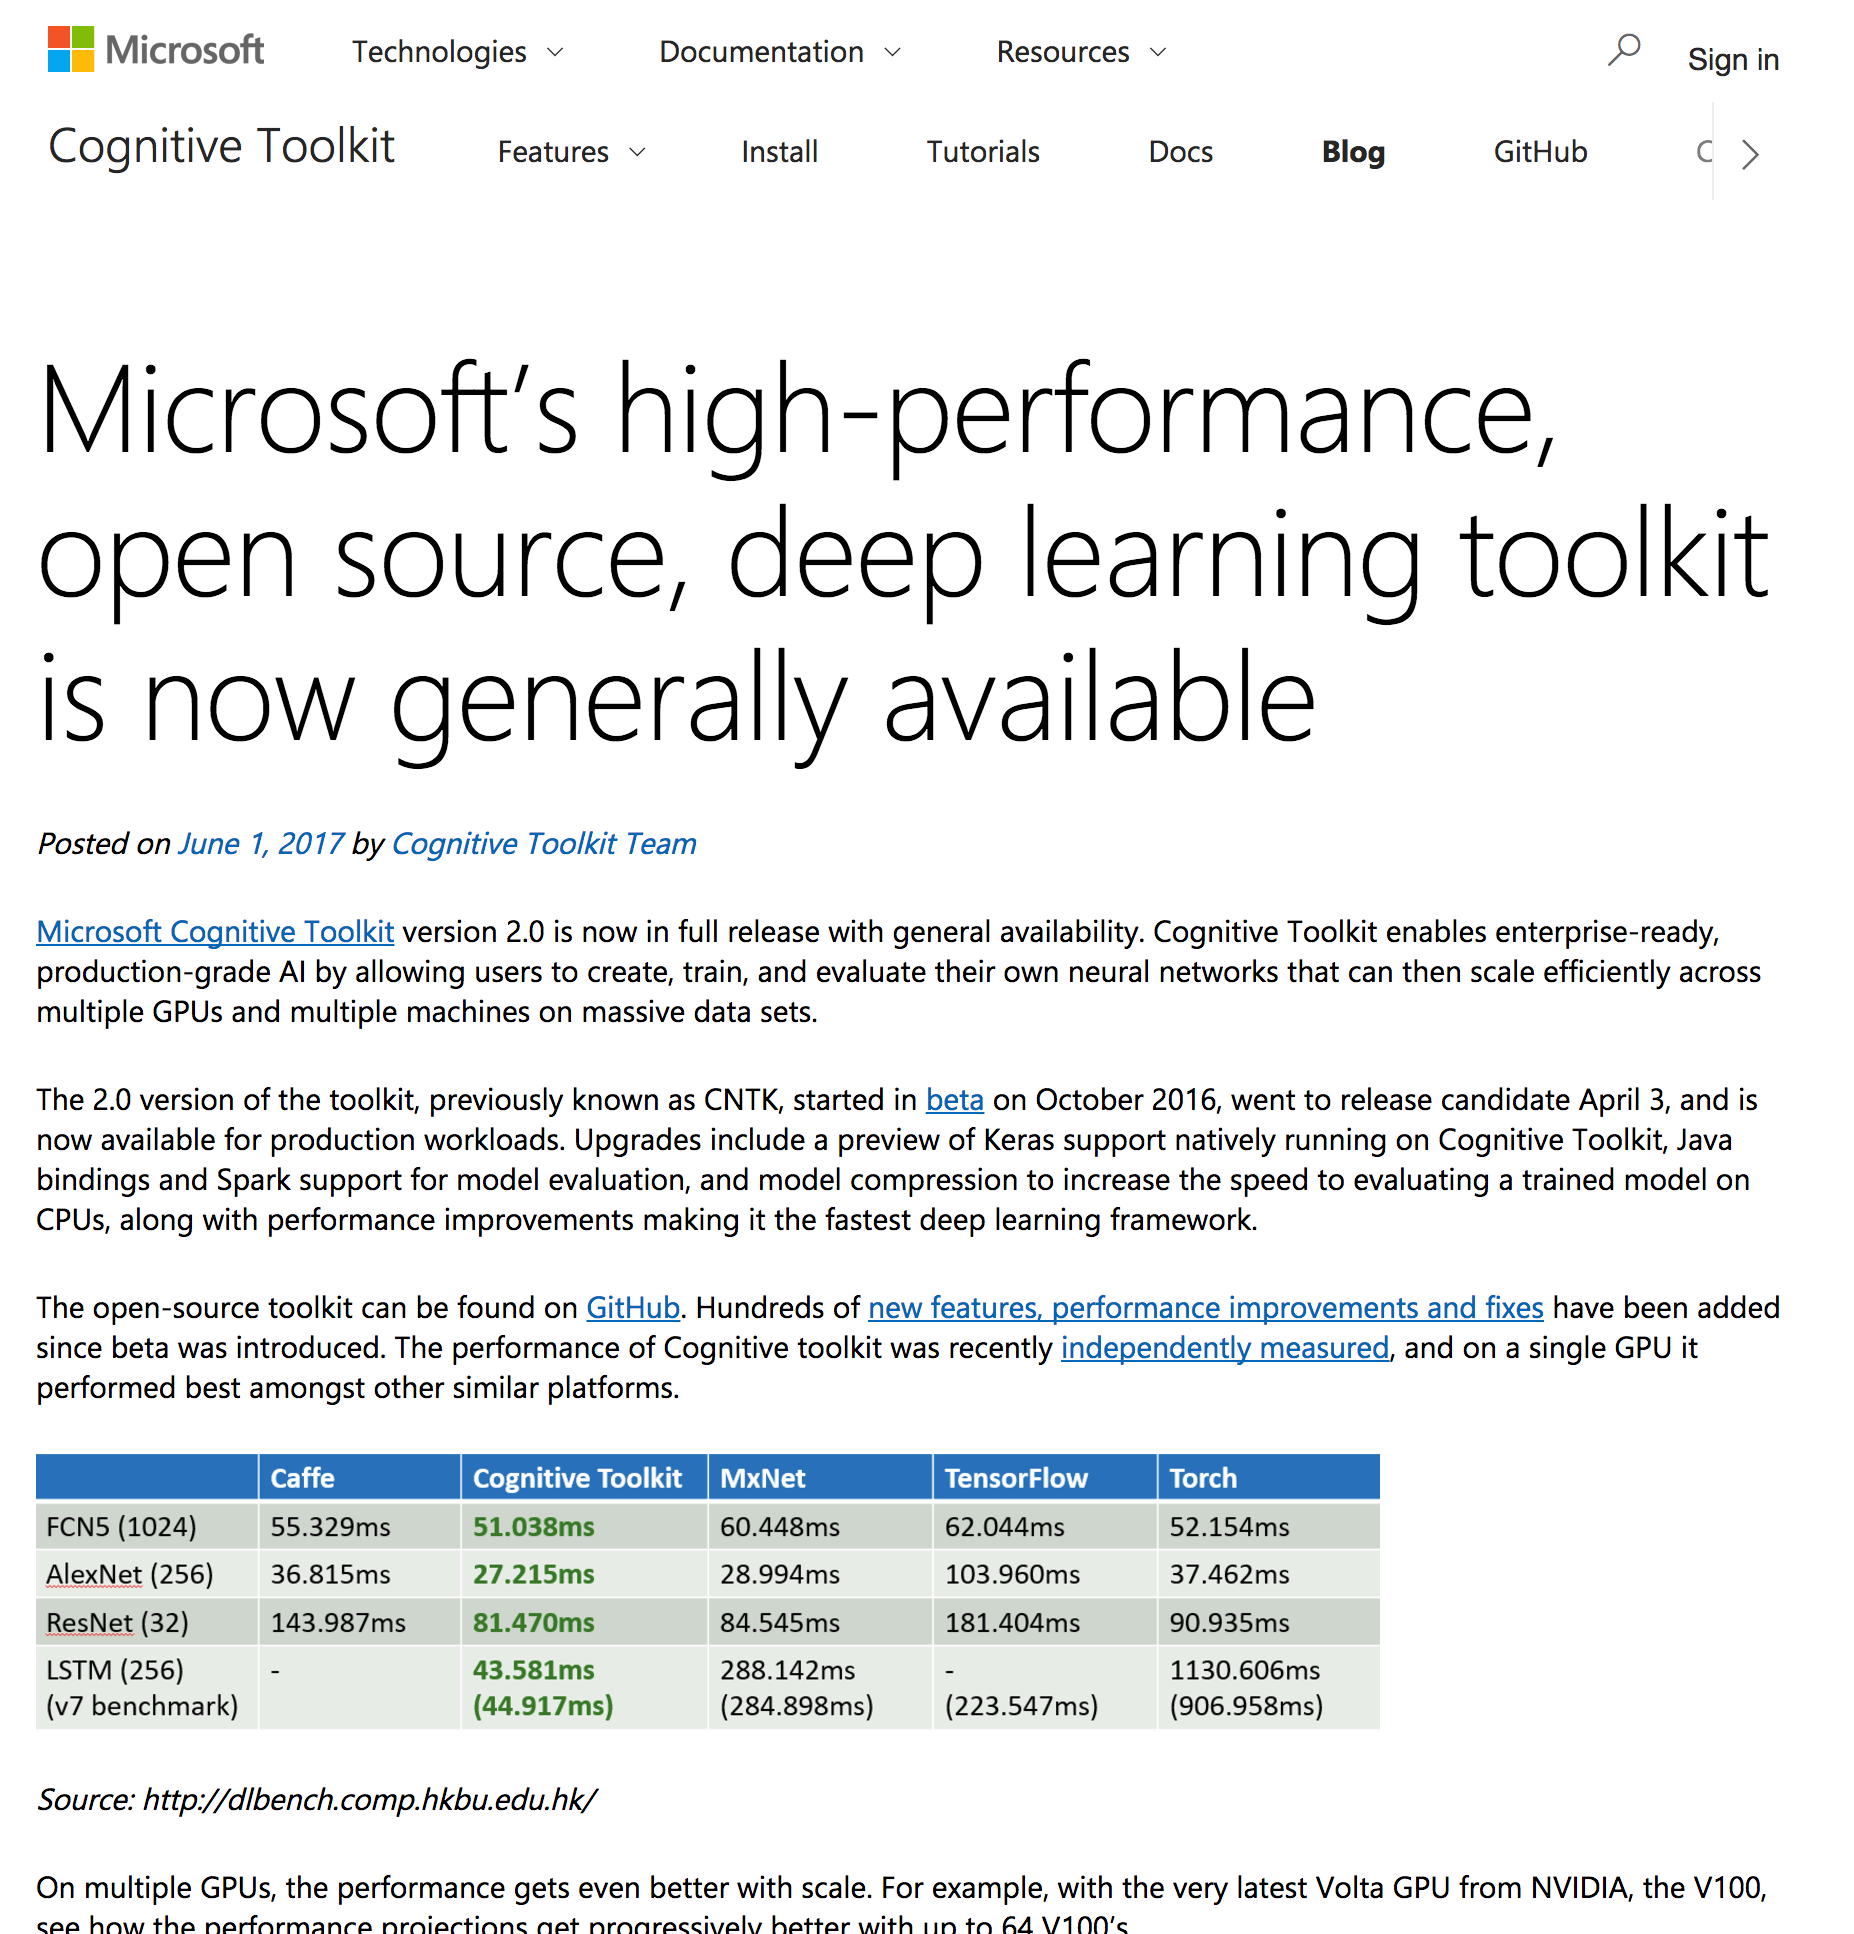 Microsoft Technologies Documentation Resources Sign in
Cognitive Toolkit Features Install Tutorials Docs Blog GitHub
Microsoft’s high-performance,
open source, deep learning toolkit
is now generally available
Posted on June 1, 2017 by Cognitive Toolkit Team
Microsoft Cognitive Toolkit version 2.0 is now in full release with general availability. Cognitive Toolkit enables enterprise-ready,
production-grade AI by allowing users to create, train, and evaluate their own neural networks that can then scale efficiently across
multiple GPUs and multiple machines on massive data sets.
The 2.0 version of the toolkit, previously known as CNTK, started in beta on October 2016, went to release candidate April 3, and is
now available for production workloads. Upgrades include a preview of Keras support natively running on Cognitive Toolkit, Java
bindings and Spark support for model evaluation, and model compression to increase the speed to evaluating a trained model on
CPUs, along with performance improvements making it the fastest deep learning framework.
The open-source toolkit can be found on GitHub. Hundreds of new features, performance improvements and fixes have been added
since beta was introduced. The performance of Cognitive toolkit was recently independently measured, and on a single GPU it
performed best amongst other similar platforms.
Caffe Cognitive Toolkit MxNet TensorFlow Torch
FCN5 (1024) 55.329ms 51.038ms 60.448ms 62.044ms 52.154ms
AlexNet (256) 36.815ms 27.215ms 28.994ms 103.960ms 37.462ms
ResNet (32) 143.987ms 81.470ms 84.545ms 181.404ms 90.935ms
LSTM (256) - 43.581ms 288.142ms - 1130.606ms
(v7 benchmark) (44.917ms) (284.898ms) (223.547ms) (906.958ms)
Source: http://dlbench.comp.hkbu.edu.hk/
On multiple GPUs, the performance gets even better with scale. For example, with the very latest Volta GPU from NVIDIA, the V100,
see how the performance projections get progressively better with up to 64 V100’s